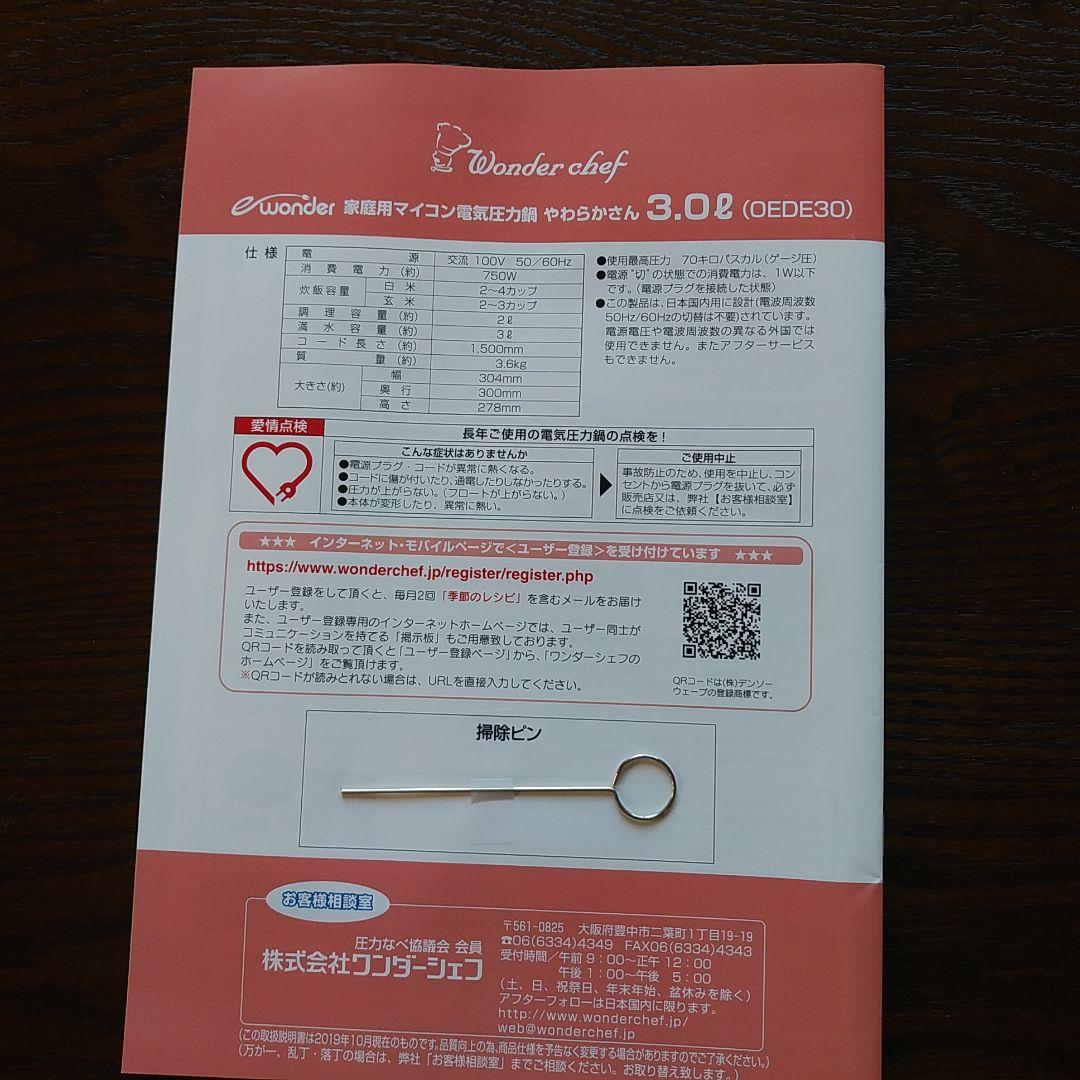 Wonder chef
e wonder 家庭用マイコン電気圧力鍋 やわらかさん 3.0ℓ (OEDE30)
仕様
電源 交流 100V 50/60Hz
消費電力(約) 750W
炊飯容量 白米 2〜4カップ
玄米 2〜3カップ
調理容量(約) 2ℓ
満水容量(約) 3ℓ
コード長さ(約) 1,500mm
質量(約) 3.6kg
大きさ(約) 幅 304mm
奥行 300mm
高さ 278mm
●使用最高圧力 70キロパスカル(ゲージ圧)
●電源“切”の状態での消費電力は、1W以下
です。(電源プラグを接続した状態)
●この製品は、日本国内用に設計(電波周波数
50Hz/60Hzの切替は不要)されています。
電源電圧や電波周波数の異なる外国では
使用できません。またアフターサービス
もできません。
愛情点検
長年ご使用の電気圧力鍋の点検を!
こんな症状はありませんか
●電源プラグ・コードが異常に熱くなる。
●コードに傷が付いたり、通電したりしなかったりする。
●圧力が上がらない。(フロートが上がらない。)
●本体が変形したり、異常に熱い。
ご使用中止
事故防止のため、使用を中止し、コン
セントから電源プラグを抜いて、必ず
販売店又は、弊社【お客様相談室】
に点検をご依頼ください。
★★★ インターネット・モバイルページで<ユーザー登録>を受け付けています ★★★
https://www.wonderchef.jp/register/register.php
ユーザー登録をして頂くと、毎月2回「季節のレシピ」を含むメールをお届け
いたします。
また、ユーザー登録専用のインターネットホームページでは、ユーザー同士が
コミュニケーションを持てる「掲示板」もご用意致しております。
QRコードを読み取って頂くと「ユーザー登録ページ」から、「ワンダーシェフの
ホームページ」をご覧頂けます。
※QRコードが読みとれない場合は、URLを直接入力してください。
QRコードは(株)デンソー
ウェーブの登録商標です。
掃除ピン
お客様相談室
圧力なべ協議会 会員
株式会社ワンダーシェフ
〒561-0825 大阪府豊中市二葉町1丁目19-19
☎06(6334)4349 FAX06(6334)4343
受付時間/午前 9:00〜正午 12:00
午後 1:00〜午後 5:00
(土、日、祝祭日、年末年始、盆休みを除く)
アフターフォローは日本国内に限ります。
http://www.wonderchef.jp/
web@wonderchef.jp
(この取扱説明書は2019年10月現在のものです。品質向上の為、商品仕様を予告なく変更する場合がありますのでご了承ください。)
(万が一、乱丁・落丁の場合は、弊社「お客様相談室」までご相談ください。お取り替え致します。)